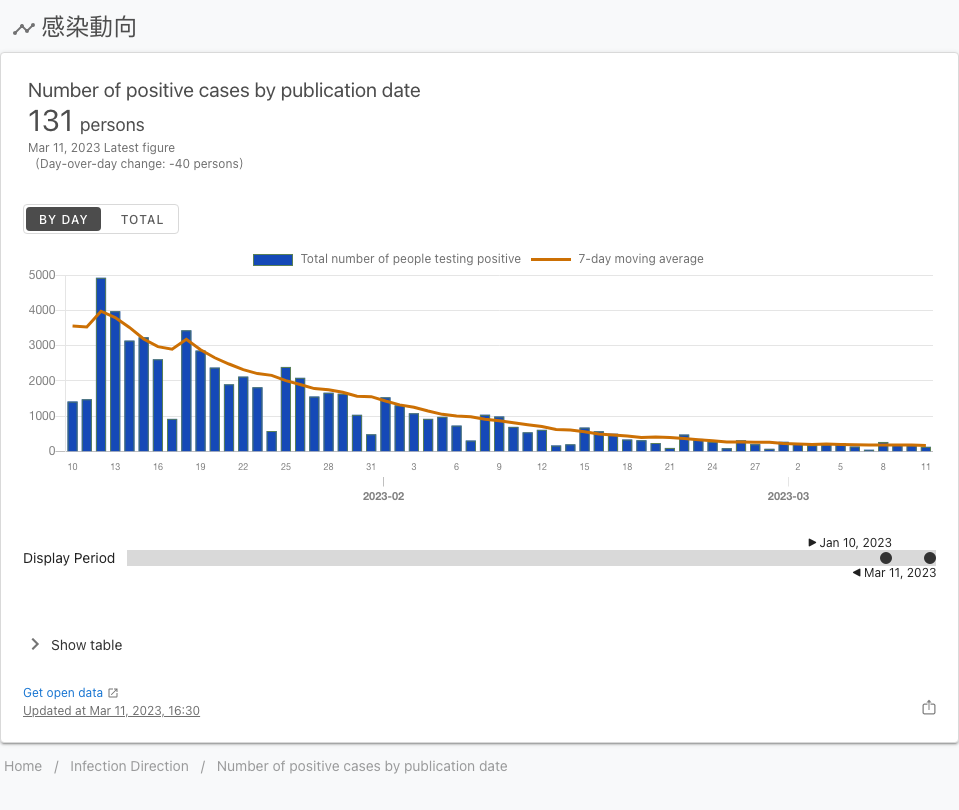 感染動向
Number of positive cases by publication date
131 persons
Mar 11, 2023 Latest figure
(Day-over-day change: -40 persons)
BY DAY TOTAL
Total number of people testing positive 7-day moving average
5000
4000
3000
2000
1000
0
10 13 16 19 22 25 28 31 3 6 9 12 15 18 21 24 27 2 5 8 11
2023-02 2023-03
Jan 10, 2023
Display Period
Mar 11, 2023
Show table
Get open data
Updated at Mar 11, 2023, 16:30
Home / Infection Direction / Number of positive cases by publication date